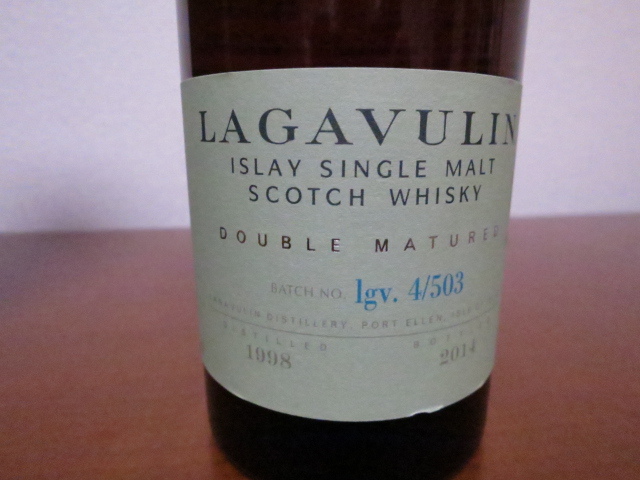 LAGAVULIN
ISLAY SINGLE MALT
SCOTCH WHISKY
DOUBLE MATURED
BATCH NO. lgv. 4/503
LAGAVULIN DISTILLERY, PORT ELLEN,
DISTILLED
1998 2014